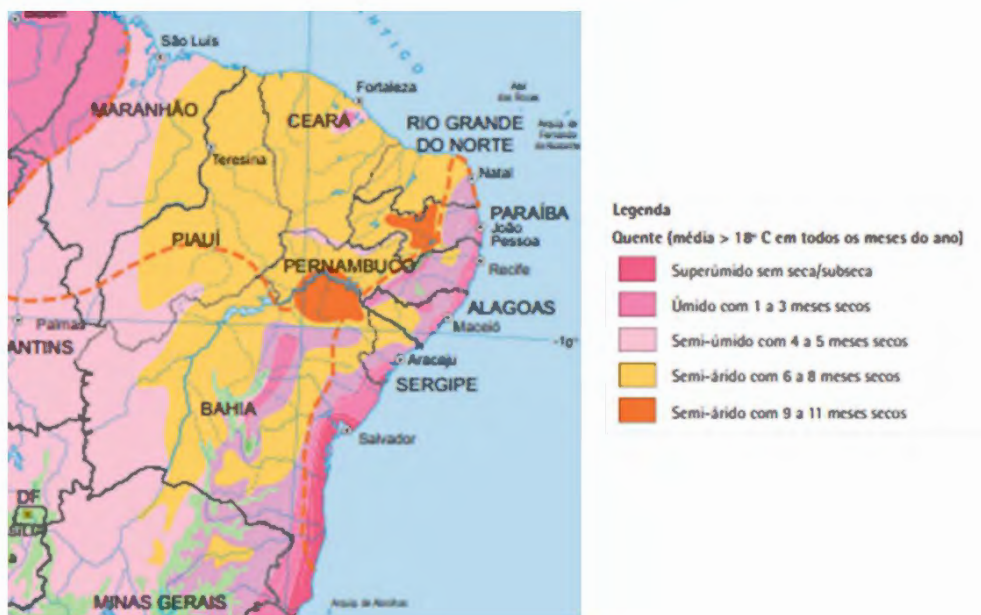 São Luís
Fortaleza
MARANHÃO
CEARÁ
RIO GRANDE
DO NORTE
Teresina
Natal
PARAÍBA
João
Pessoa
PIAUÍ
PERNAMBUCO
Recife
ALAGOAS
Palmas
Maceió
ANTINS
Aracaju
SERGIPE
BAHIA
Salvador
DF
MINAS GERAIS
Legenda
Quente (média > 18° C em todos os meses do ano)
Superúmido sem seca/subseca
Úmido com 1 a 3 meses secos
Semi-úmido com 4 a 5 meses secos
Semi-árido com 6 a 8 meses secos
Semi-árido com 9 a 11 meses secos